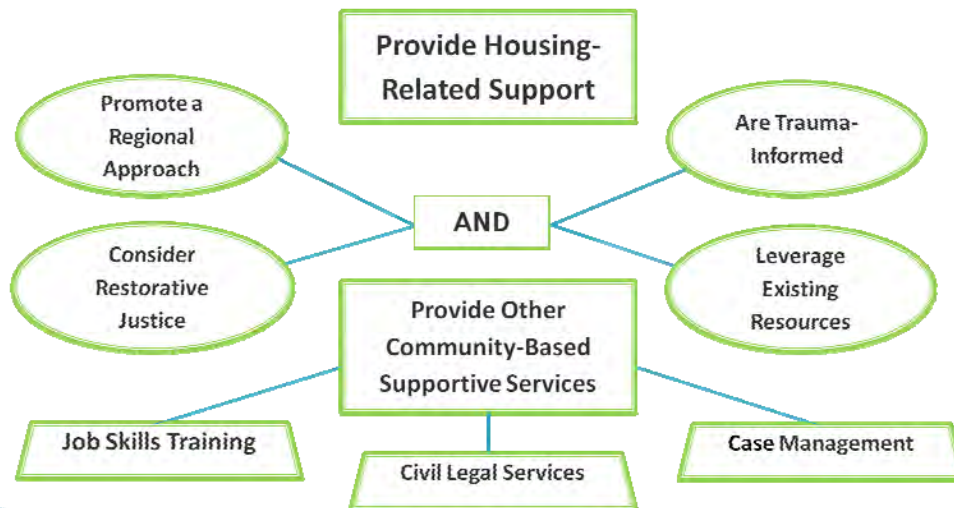 Provide Housing-
Related Support
Promote a
Regional
Approach
Are Trauma-
Informed
AND
Consider
Restorative
Justice
Leverage
Existing
Resources
Provide Other
Community-Based
Supportive Services
Job Skills Training
Civil Legal Services
Case Management